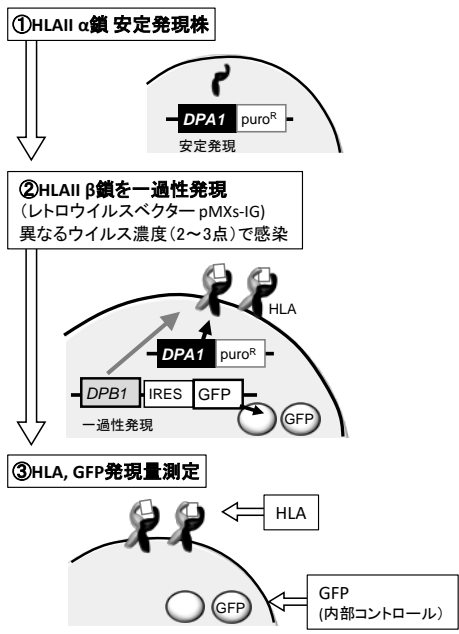 ①HLAII α鎖 安定発現株
DPA1 puroR
安定発現
②HLAII β鎖を一過性発現
（レトロウイルスベクター pMXs-IG)
異なるウイルス濃度（2～3点）で感染
HLA
DPA1 puroR
DPB1 IRES GFP
一過性発現
GFP
③HLA, GFP発現量測定
HLA
GFP
(内部コントロール）
GFP